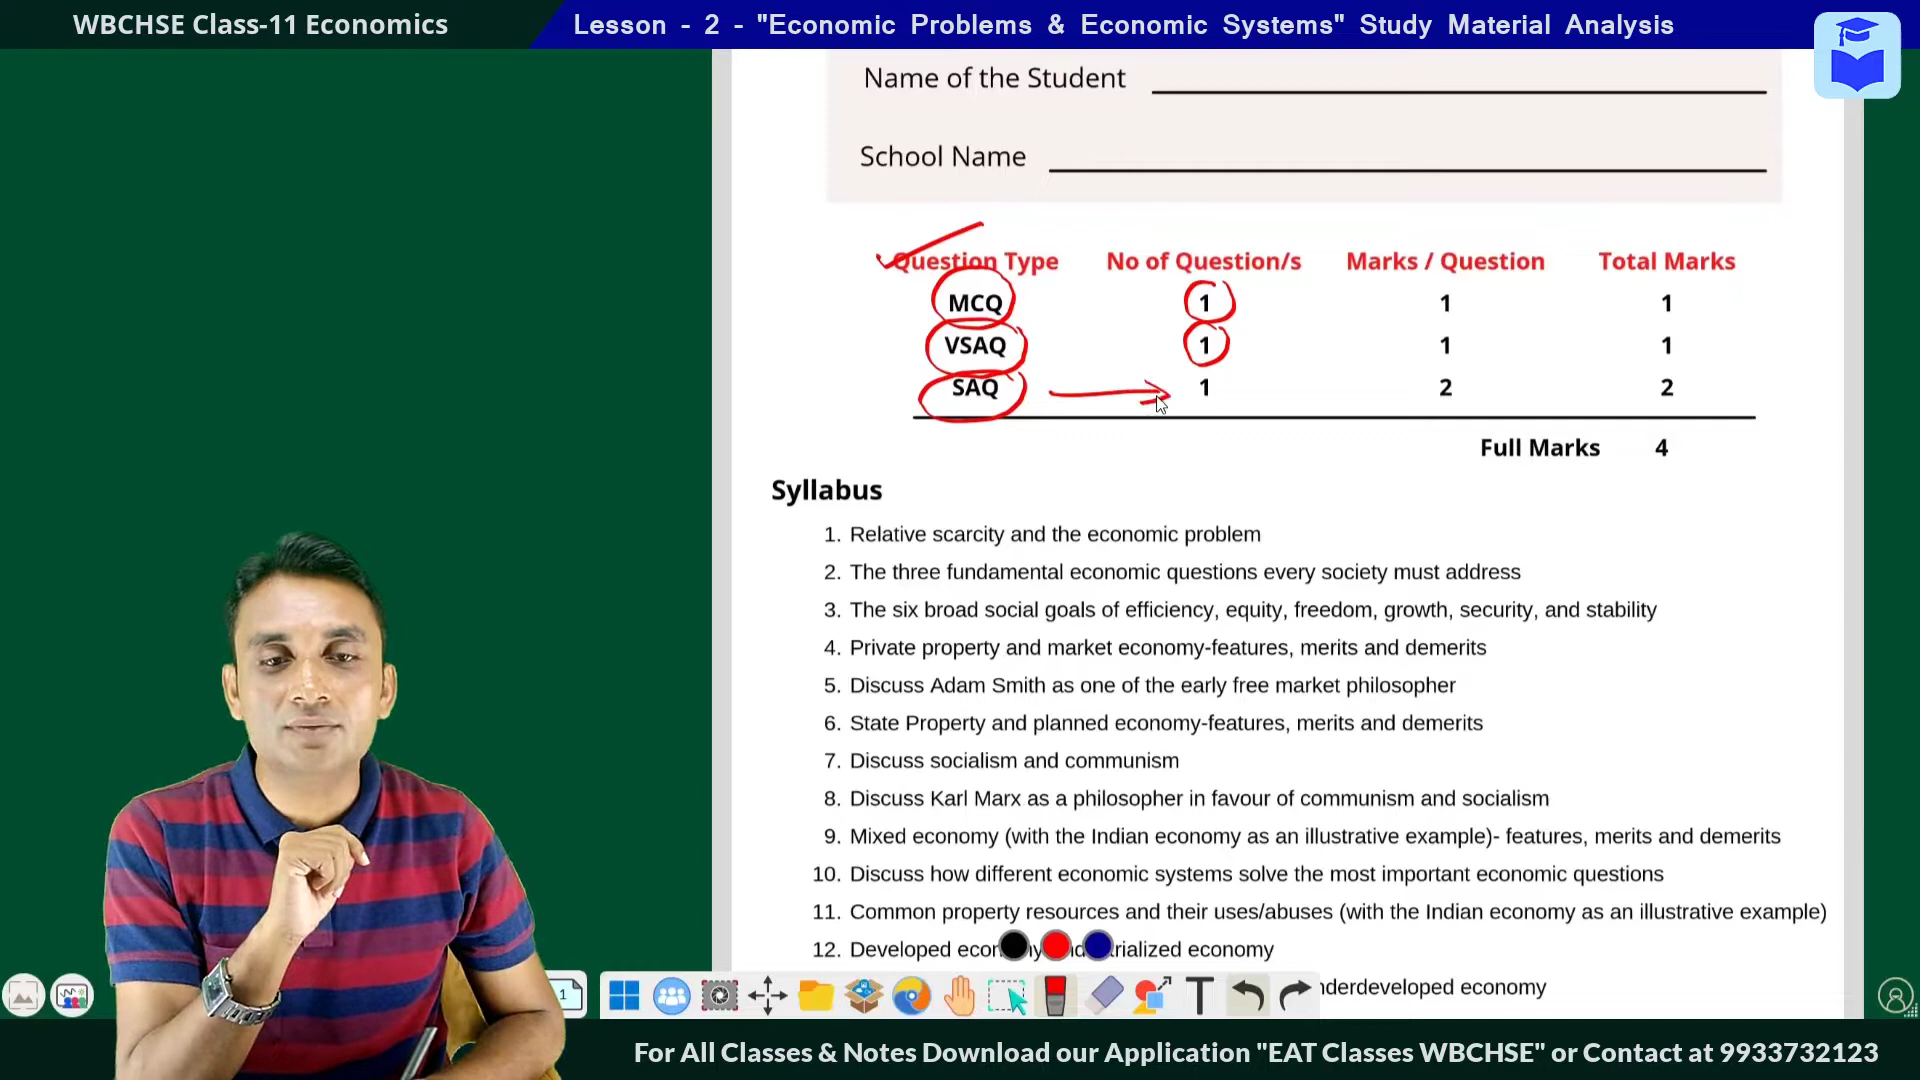 WBCHSE Class-11 Economics
Lesson - 2 - "Economic Problems & Economic Systems" Study Material Analysis
Name of the Student
School Name
Question Type No of Question/s Marks / Question Total Marks
MCQ 1 1 1
VSAQ 1 1 1
SAQ 1 2 2
Full Marks 4
Syllabus
1. Relative scarcity and the economic problem
2. The three fundamental economic questions every society must address
3. The six broad social goals of efficiency, equity, freedom, growth, security, and stability
4. Private property and market economy-features, merits and demerits
5. Discuss Adam Smith as one of the early free market philosopher
6. State Property and planned economy-features, merits and demerits
7. Discuss socialism and communism
8. Discuss Karl Marx as a philosopher in favour of communism and socialism
9. Mixed economy (with the Indian economy as an illustrative example)- features, merits and demerits
10. Discuss how different economic systems solve the most important economic questions
11. Common property resources and their uses/abuses (with the Indian economy as an illustrative example)
12. Developed economy economy
economy
1
For All Classes & Notes Download our Application "EAT Classes WBCHSE" or Contact at 9933732123